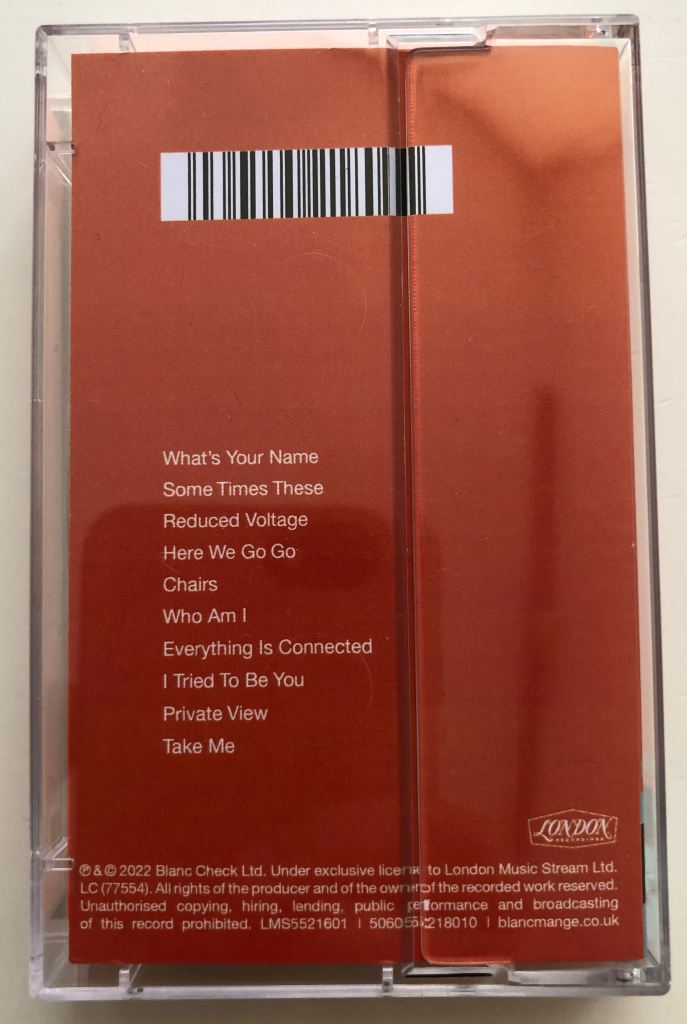 What's Your Name
Some Times These
Reduced Voltage
Here We Go Go
Chairs
Who Am I
Everything Is Connected
I Tried To Be You
Private View
Take Me
LONDON
RECORDINGS
℗ & © 2022 Blanc Check Ltd. Under exclusive license to London Music Stream Ltd.
LC (77554). All rights of the producer and of the owner of the recorded work reserved.
Unauthorised copying, hiring, lending, public performance and broadcasting
of this record prohibited. LMS5521601 | 5060555218010 | blancmange.co.uk